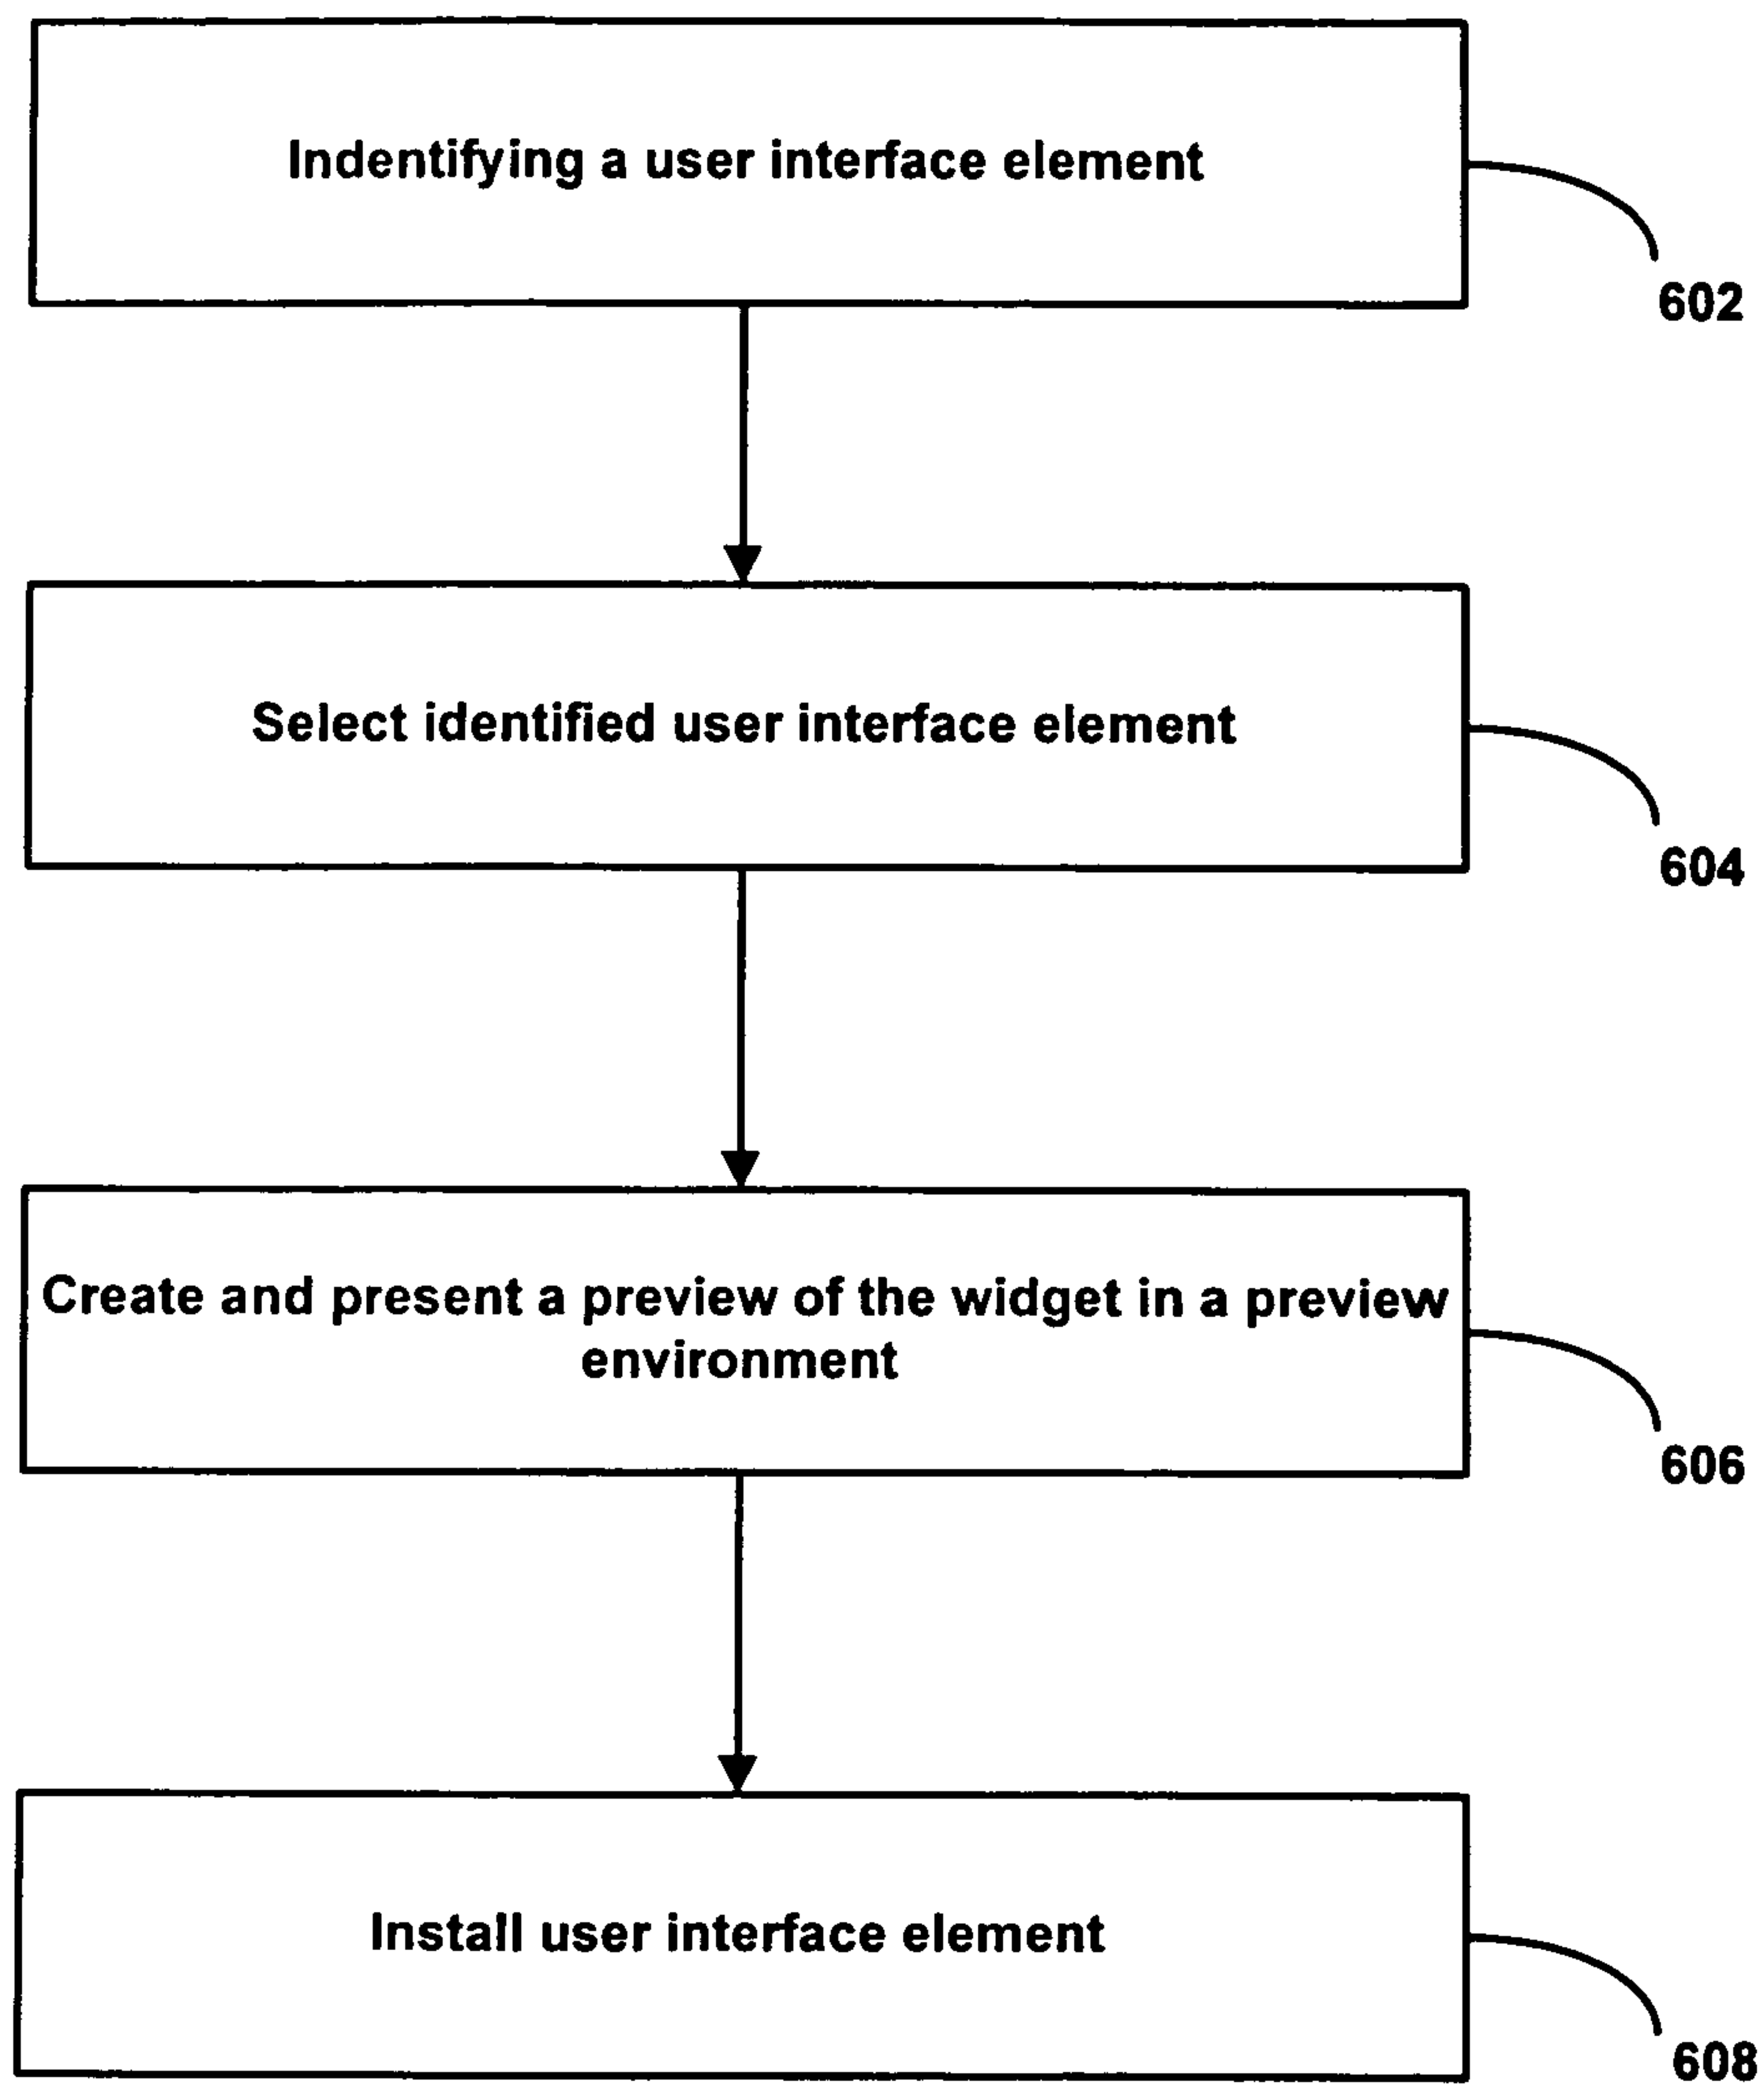 Indentifying a user interface element
602
Select identified user interface element
604
Create and present a preview of the widget in a preview
environment
606
Install user interface element
608